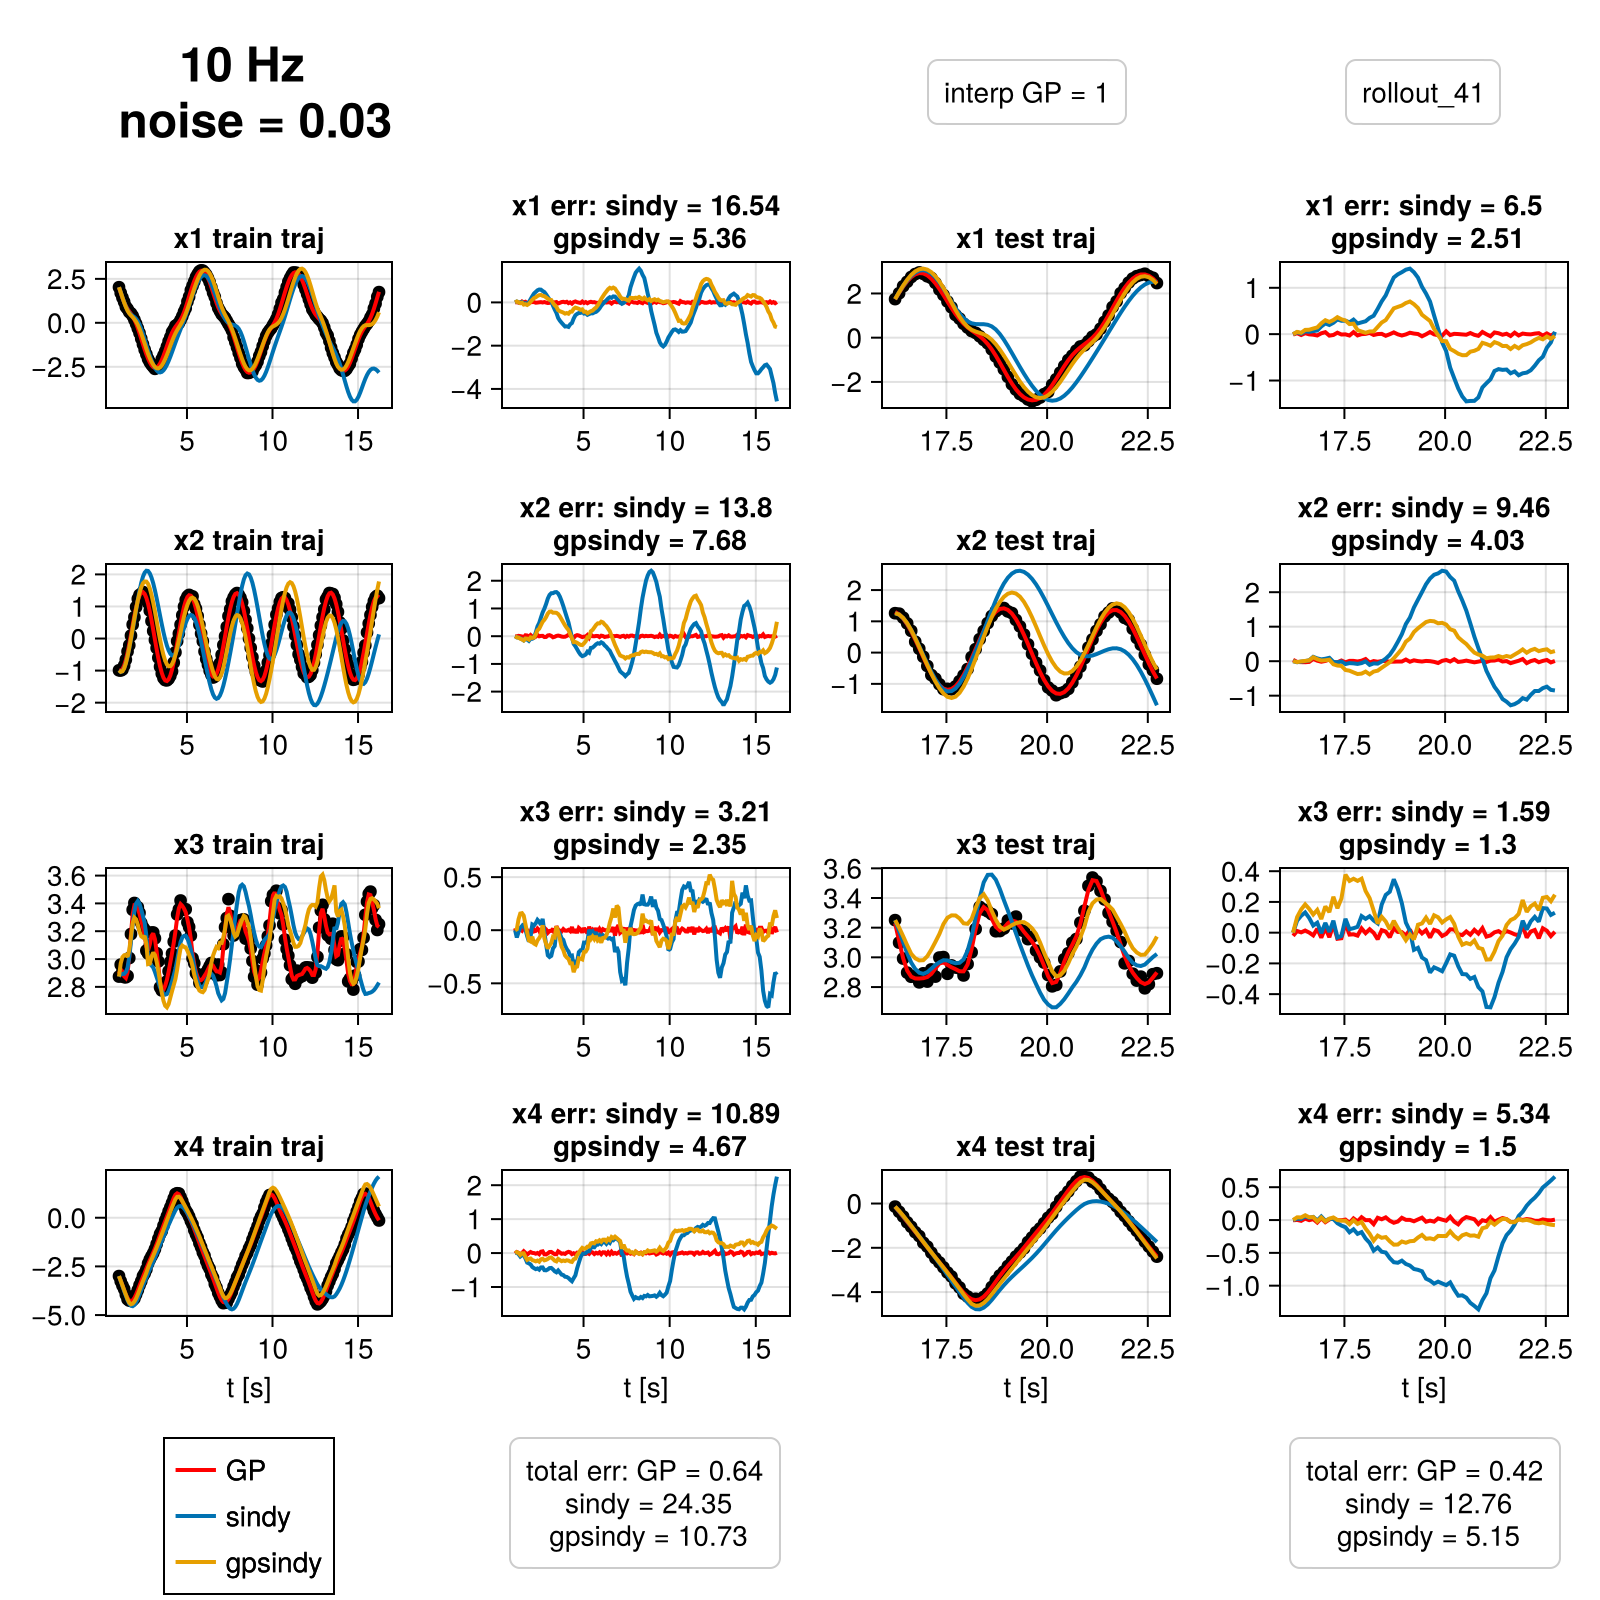 10 Hz
noise = 0.03
interp GP = 1
rollout_41
x1 train traj
2.5
0.0
−2.5
5 10 15
x1 err: sindy = 16.54
gpsindy = 5.36
0
−2
−4
5 10 15
x1 test traj
2
0
−2
17.5 20.0 22.5
x1 err: sindy = 6.5
gpsindy = 2.51
1
0
−1
17.5 20.0 22.5
x2 train traj
2
1
0
−1
−2
5 10 15
x2 err: sindy = 13.8
gpsindy = 7.68
2
1
0
−1
−2
5 10 15
x2 test traj
2
1
0
−1
17.5 20.0 22.5
x2 err: sindy = 9.46
gpsindy = 4.03
2
1
0
−1
17.5 20.0 22.5
x3 train traj
3.6
3.4
3.2
3.0
2.8
5 10 15
x3 err: sindy = 3.21
gpsindy = 2.35
0.5
0.0
−0.5
5 10 15
x3 test traj
3.6
3.4
3.2
3.0
2.8
17.5 20.0 22.5
x3 err: sindy = 1.59
gpsindy = 1.3
0.4
0.2
0.0
−0.2
−0.4
17.5 20.0 22.5
x4 train traj
0.0
−2.5
−5.0
5 10 15
t [s]
x4 err: sindy = 10.89
gpsindy = 4.67
2
1
0
−1
5 10 15
t [s]
x4 test traj
0
−2
−4
17.5 20.0 22.5
t [s]
x4 err: sindy = 5.34
gpsindy = 1.5
0.5
0.0
−0.5
−1.0
17.5 20.0 22.5
t [s]
GP
sindy
gpsindy
total err: GP = 0.64
sindy = 24.35
gpsindy = 10.73
total err: GP = 0.42
sindy = 12.76
gpsindy = 5.15